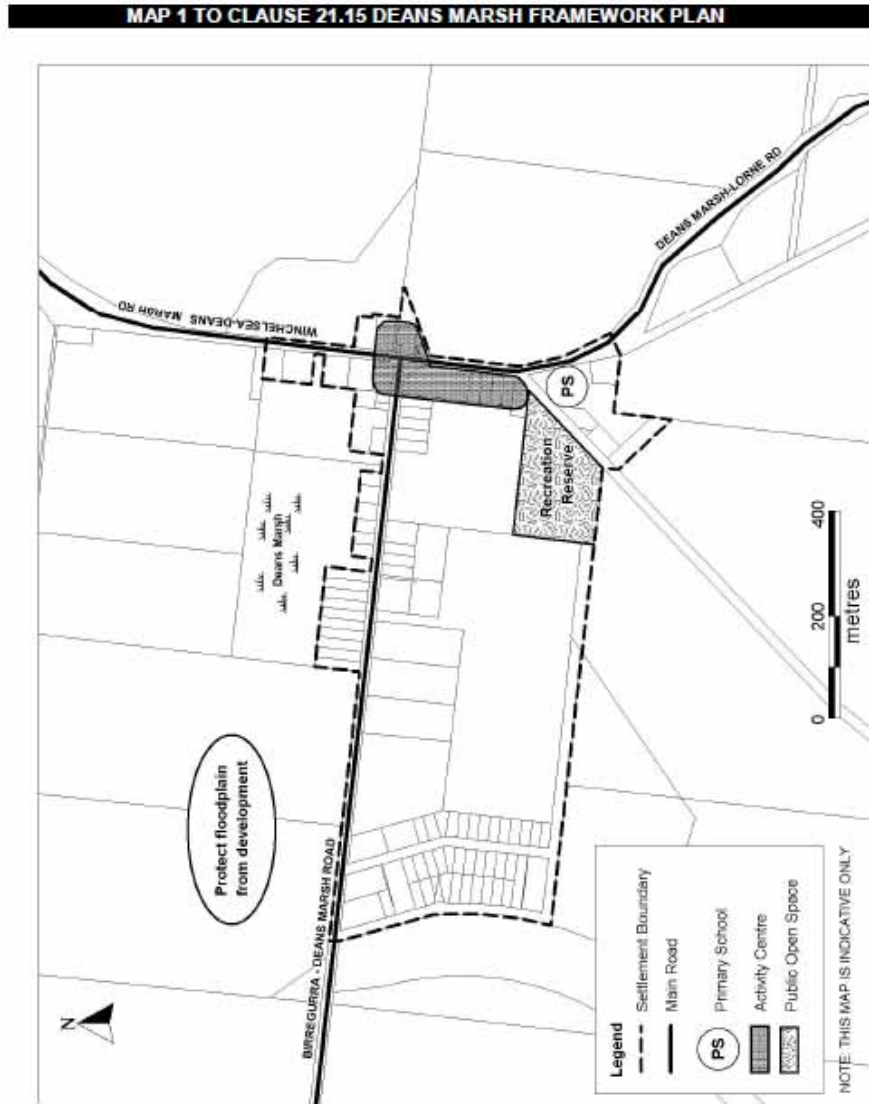 MAP 1 TO CLAUSE 21.15 DEANS MARSH FRAMEWORK PLAN
N
BIRREGURRA - DEANS MARSH ROAD
Protect floodplain
from development
Deans Marsh
WINCHELSEA-DEANS MARSH RD
DEANS MARSH-LORNE RD
Recreation
Reserve
PS
0 200 400
metres
Legend
Settlement Boundary
Main Road
PS Primary School
Activity Centre
Public Open Space
NOTE: THIS MAP IS INDICATIVE ONLY